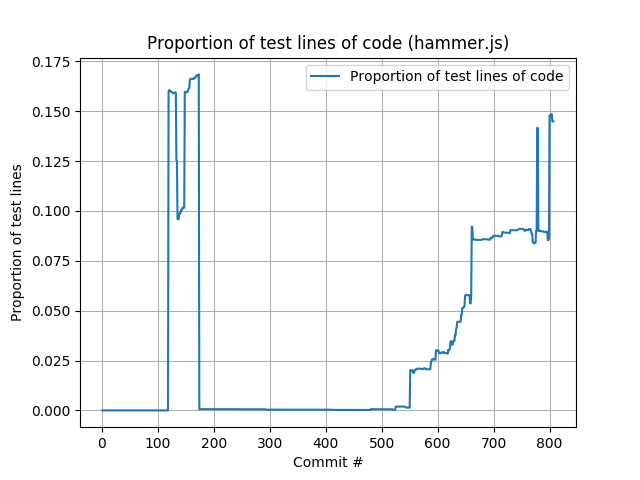 Proportion of test lines of code (hammer.js)
Proportion of test lines of code
Proportion of test lines
0.175
0.150
0.125
0.100
0.075
0.050
0.025
0.000
0 100 200 300 400 500 600 700 800
Commit #